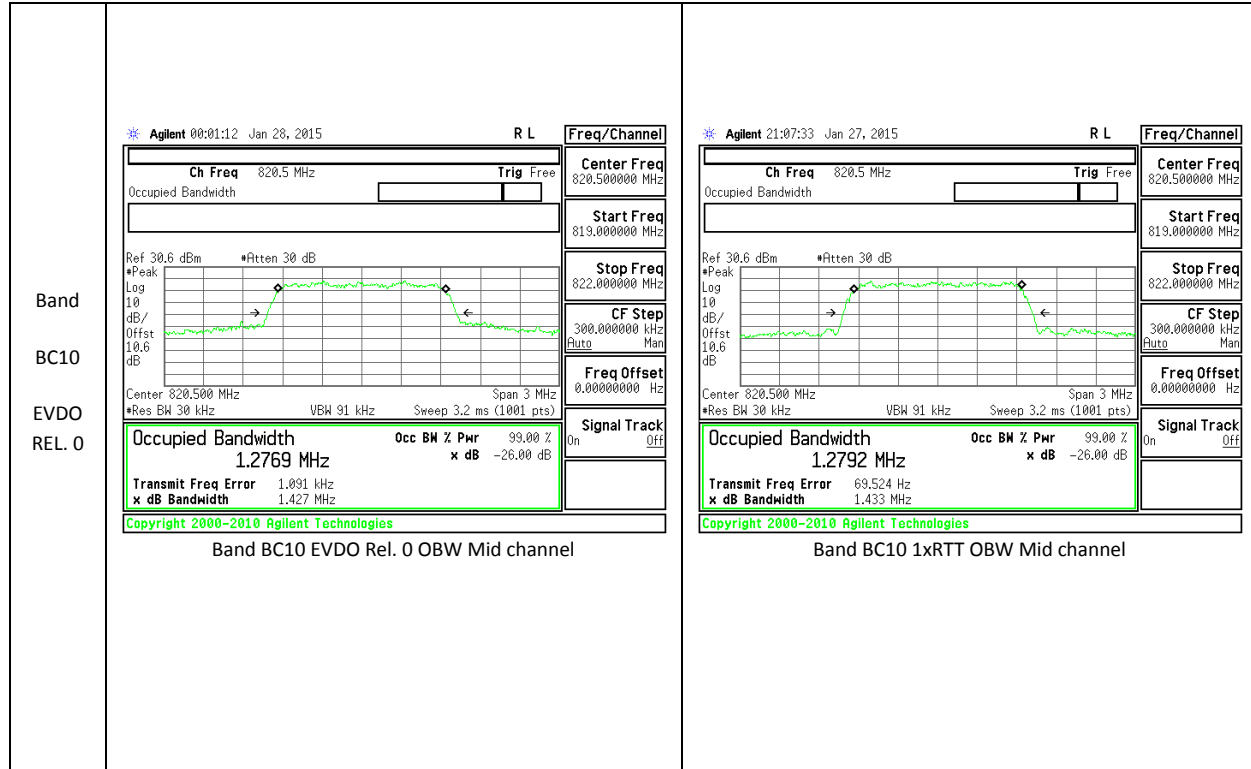 Band
BC10
EVDO
REL. 0
Agilent 00:01:12 Jan 28, 2015 R L
Freq/Channel
Ch Freq 820.5 MHz Trig Free
Occupied Bandwidth
Center Freq
820.500000 MHz
Start Freq
819.000000 MHz
Ref 30.6 dBm #Atten 30 dB
#Peak
Log
10
dB/
Offst
10.6
dB
Stop Freq
822.000000 MHz
CF Step
300.000000 kHz
Auto Man
Freq Offset
0.00000000 Hz
Center 820.500 MHz Span 3 MHz
#Res BW 30 kHz VBW 91 kHz Sweep 3.2 ms (1001 pts)
Signal Track
On Off
Occupied Bandwidth Occ BW % Pwr 99.00 %
1.2769 MHz x dB -26.00 dB
Transmit Freq Error 1.091 kHz
x dB Bandwidth 1.427 MHz
Copyright 2000-2010 Agilent Technologies
Band BC10 EVDO Rel. 0 OBW Mid channel
Agilent 21:07:33 Jan 27, 2015 R L
Freq/Channel
Ch Freq 820.5 MHz Trig Free
Occupied Bandwidth
Center Freq
820.500000 MHz
Start Freq
819.000000 MHz
Ref 30.6 dBm #Atten 30 dB
#Peak
Log
10
dB/
Offst
10.6
dB
Stop Freq
822.000000 MHz
CF Step
300.000000 kHz
Auto Man
Freq Offset
0.00000000 Hz
Center 820.500 MHz Span 3 MHz
#Res BW 30 kHz VBW 91 kHz Sweep 3.2 ms (1001 pts)
Signal Track
On Off
Occupied Bandwidth Occ BW % Pwr 99.00 %
1.2792 MHz x dB -26.00 dB
Transmit Freq Error 69.524 Hz
x dB Bandwidth 1.433 MHz
Copyright 2000-2010 Agilent Technologies
Band BC10 1xRTT OBW Mid channel